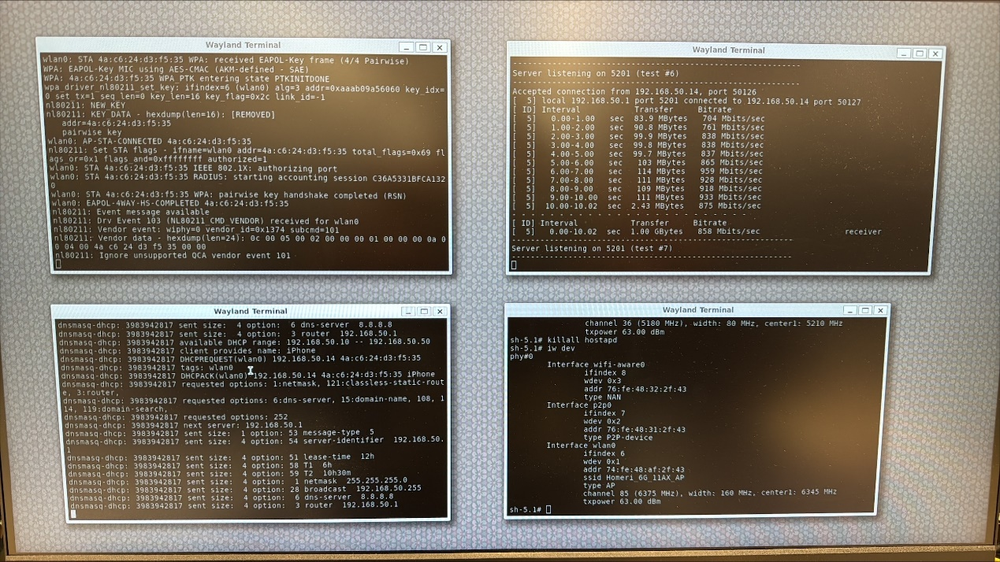 Wayland Terminal
wlan0: STA 4a:c6:24:d3:f5:35 WPA: received EAPOL-Key frame (4/4 Pairwise)
WPA: EAPOL-Key MIC using AES-CMAC (AKM-defined - SAE)
WPA: 4a:c6:24:d3:f5:35 WPA_PTK entering state PTKINITDONE
wpa_driver_nl80211_set_key: ifindex=6 (wlan0) alg=3 addr=0xaaab09a56060 key_idx=
0 set_tx=1 seq_len=0 key_len=16 key_flag=0x2c link_id=-1
nl80211: NEW_KEY
nl80211: KEY_DATA - hexdump(len=16): [REMOVED]
addr=4a:c6:24:d3:f5:35
pairwise key
wlan0: AP-STA-CONNECTED 4a:c6:24:d3:f5:35
nl80211: Set STA flags - ifname=wlan0 addr=4a:c6:24:d3:f5:35 total_flags=0x69 fl
ags_or=0x1 flags_and=0xffffffff authorized=1
wlan0: STA 4a:c6:24:d3:f5:35 IEEE 802.1X: authorizing port
wlan0: STA 4a:c6:24:d3:f5:35 RADIUS: starting accounting session C36A5331BFCA132
0
wlan0: STA 4a:c6:24:d3:f5:35 WPA: pairwise key handshake completed (RSN)
wlan0: EAPOL-4WAY-HS-COMPLETED 4a:c6:24:d3:f5:35
nl80211: Event message available
nl80211: Drv Event 103 (NL80211_CMD_VENDOR) received for wlan0
nl80211: Vendor event: wiphy=0 vendor_id=0x1374 subcmd=101
nl80211: Vendor data - hexdump(len=24): 0c 00 05 00 02 00 00 00 01 00 00 00 0a 0
0 04 00 4a c6 24 d3 f5 35 00 00
nl80211: Ignore unsupported QCA vendor event 101
Wayland Terminal
-----------------------------------------------------------
Server listening on 5201 (test #6)
-----------------------------------------------------------
Accepted connection from 192.168.50.14, port 50126
[  5] local 192.168.50.1 port 5201 connected to 192.168.50.14 port 50127
[ ID] Interval           Transfer     Bitrate
[  5]   0.00-1.00   sec  83.9 MBytes   704 Mbits/sec
[  5]   1.00-2.00   sec  90.8 MBytes   761 Mbits/sec
[  5]   2.00-3.00   sec  99.9 MBytes   838 Mbits/sec
[  5]   3.00-4.00   sec  99.8 MBytes   838 Mbits/sec
[  5]   4.00-5.00   sec  99.7 MBytes   837 Mbits/sec
[  5]   5.00-6.00   sec   103 MBytes   865 Mbits/sec
[  5]   6.00-7.00   sec   114 MBytes   959 Mbits/sec
[  5]   7.00-8.00   sec   111 MBytes   928 Mbits/sec
[  5]   8.00-9.00   sec   109 MBytes   918 Mbits/sec
[  5]   9.00-10.00  sec   111 MBytes   933 Mbits/sec
[  5]  10.00-10.02  sec  2.43 MBytes   875 Mbits/sec
- - - - - - - - - - - - - - - - - - - - - - - - -
[ ID] Interval           Transfer     Bitrate
[  5]   0.00-10.02  sec  1.00 GBytes   858 Mbits/sec                  receiver
-----------------------------------------------------------
Server listening on 5201 (test #7)
-----------------------------------------------------------
Wayland Terminal
dnsmasq-dhcp: 3983942817 sent size:  4 option:  6 dns-server  8.8.8.8
dnsmasq-dhcp: 3983942817 sent size:  4 option:  3 router  192.168.50.1
dnsmasq-dhcp: 3983942817 available DHCP range: 192.168.50.10 -- 192.168.50.50
dnsmasq-dhcp: 3983942817 client provides name: iPhone
dnsmasq-dhcp: 3983942817 DHCPREQUEST(wlan0) 192.168.50.14 4a:c6:24:d3:f5:35
dnsmasq-dhcp: 3983942817 tags: wlan0
dnsmasq-dhcp: 3983942817 DHCPACK(wlan0) 192.168.50.14 4a:c6:24:d3:f5:35 iPhone
dnsmasq-dhcp: 3983942817 requested options: 1:netmask, 121:classless-static-rout
e, 3:router,
dnsmasq-dhcp: 3983942817 requested options: 6:dns-server, 15:domain-name, 108, 1
14, 119:domain-search,
dnsmasq-dhcp: 3983942817 requested options: 252
dnsmasq-dhcp: 3983942817 next server: 192.168.50.1
dnsmasq-dhcp: 3983942817 sent size:  1 option: 53 message-type  5
dnsmasq-dhcp: 3983942817 sent size:  4 option: 54 server-identifier  192.168.50.
1
dnsmasq-dhcp: 3983942817 sent size:  4 option: 51 lease-time  12h
dnsmasq-dhcp: 3983942817 sent size:  4 option: 58 T1  6h
dnsmasq-dhcp: 3983942817 sent size:  4 option: 59 T2  10h30m
dnsmasq-dhcp: 3983942817 sent size:  4 option:  1 netmask  255.255.255.0
dnsmasq-dhcp: 3983942817 sent size:  4 option: 28 broadcast  192.168.50.255
dnsmasq-dhcp: 3983942817 sent size:  4 option:  6 dns-server  8.8.8.8
dnsmasq-dhcp: 3983942817 sent size:  4 option:  3 router  192.168.50.1
Wayland Terminal
channel 36 (5180 MHz), width: 80 MHz, center1: 5210 MHz
txpower 63.00 dBm
sh-5.1# killall hostapd
sh-5.1# iw dev
phy#0
Interface wifi-aware0
ifindex 8
wdev 0x3
addr 76:fe:48:32:2f:43
type NAN
Interface p2p0
ifindex 7
wdev 0x2
addr 76:fe:48:31:2f:43
type P2P-device
Interface wlan0
ifindex 6
wdev 0x1
addr 74:fe:48:af:2f:43
ssid Homeri_6G_11AX_AP
type AP
channel 85 (6375 MHz), width: 160 MHz, center1: 6345 MHz
txpower 63.00 dBm
sh-5.1#